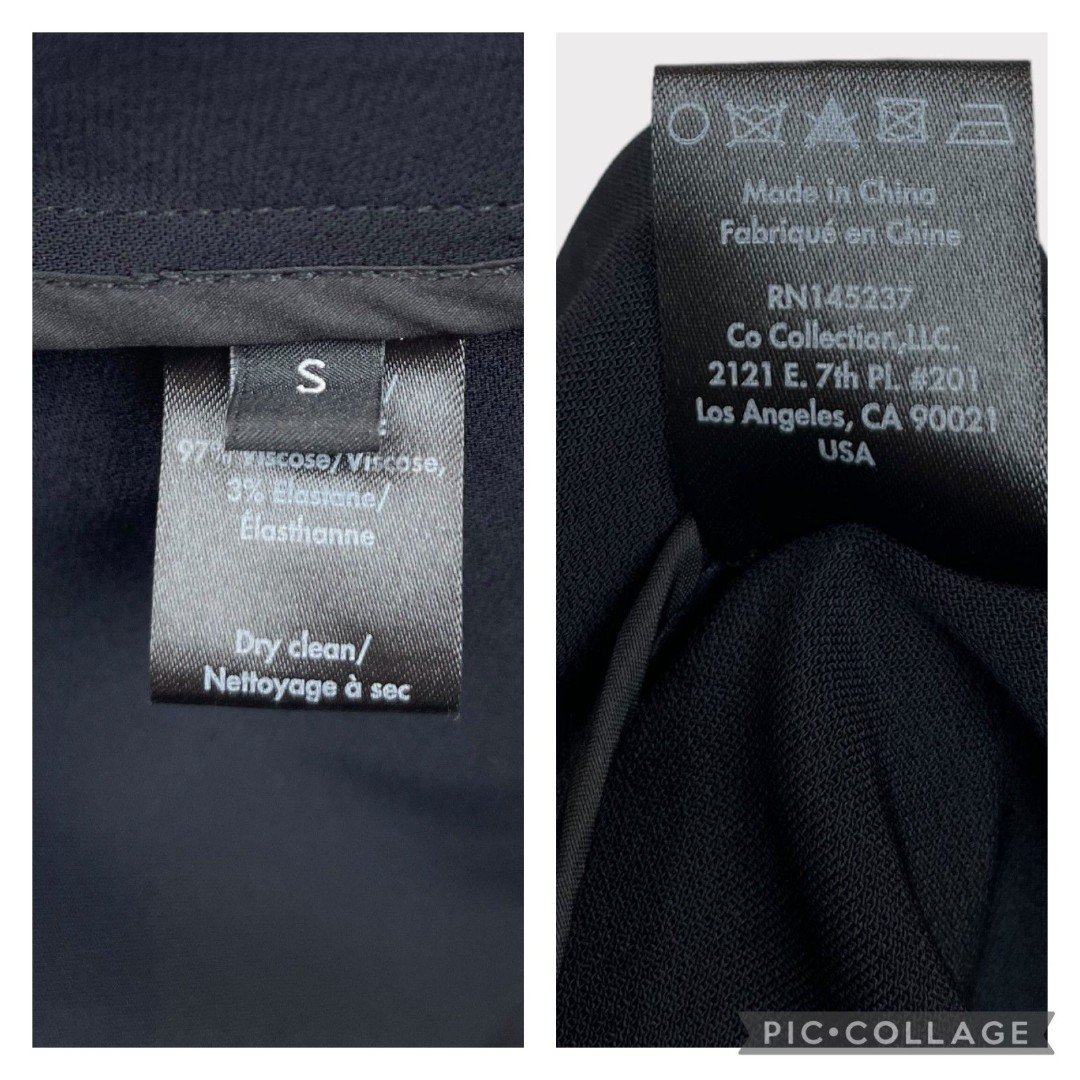 S
/
97% Viscose/Viscose,
3% Elastane/
Élasthanne
Dry clean/
Nettoyage à sec
Made in China
Fabriqué en Chine
RN145237
Co Collection,LLC.
2121 E. 7th Pl. #201
Los Angeles, CA 90021
USA
PIC•COLLAGE